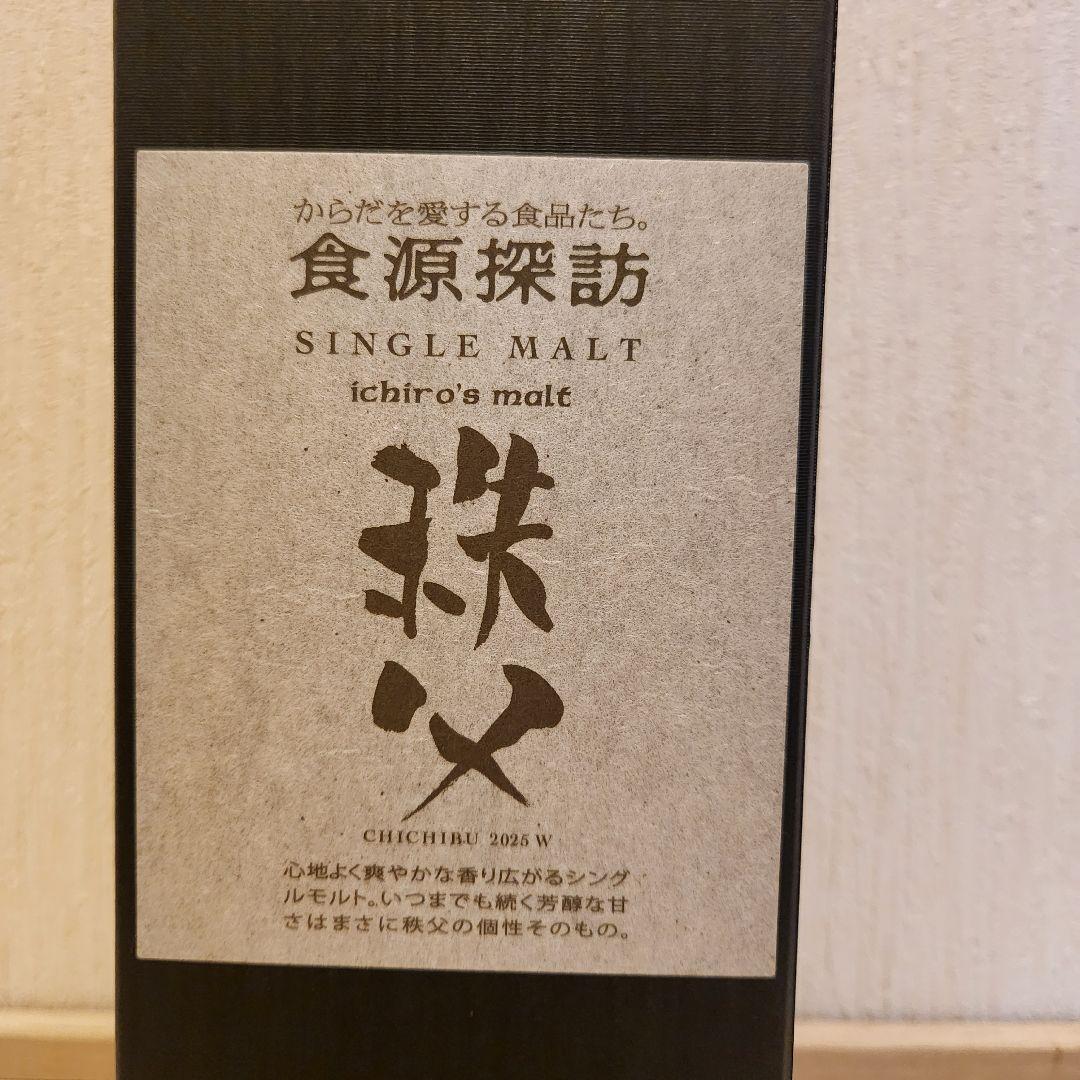 からだを愛する食品たち。
食源探訪
SINGLE MALT
ichiro's malt
秩父
CHICHIBU 2025 W
心地よく爽やかな香り広がるシング
ルモルト。いつまでも続く芳醇な甘
さはまさに秩父の個性そのもの。